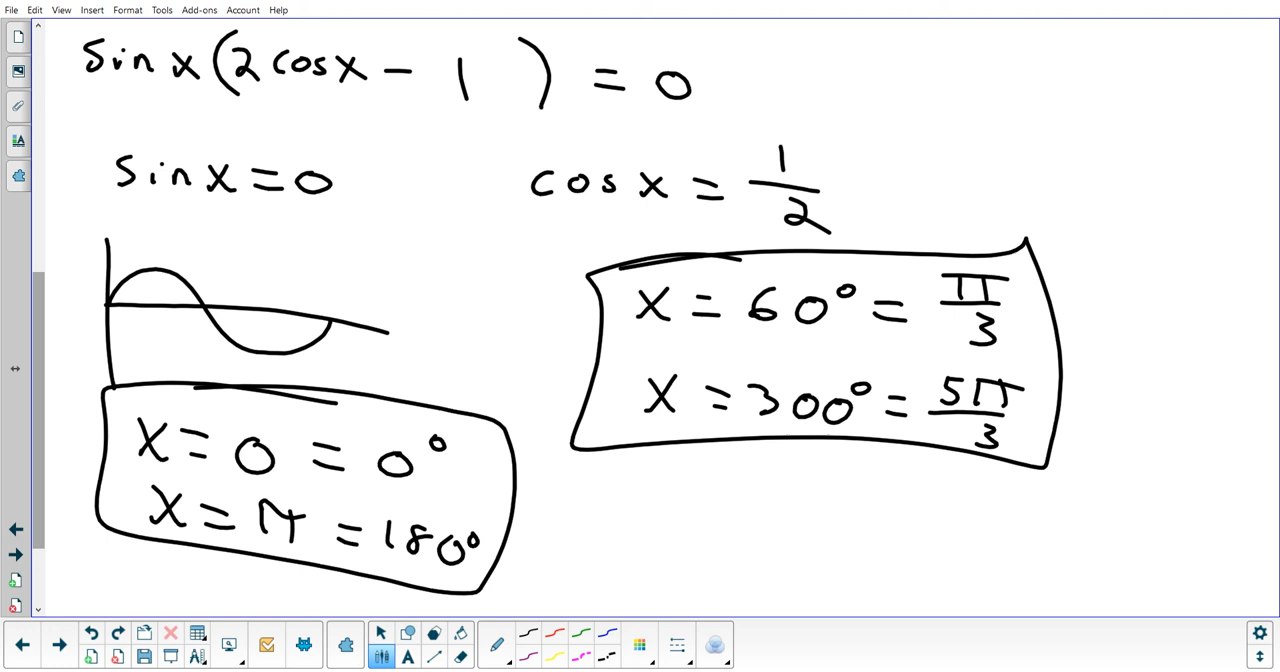 File Edit View Insert Format Tools Add-ons Account Help
sin x (2 cos x - 1 ) = 0
sin x = 0
cos x = 1/2
x = 60° = π/3
x = 300° = 5π/3
x = 0 = 0°
x = π = 180°
A
A